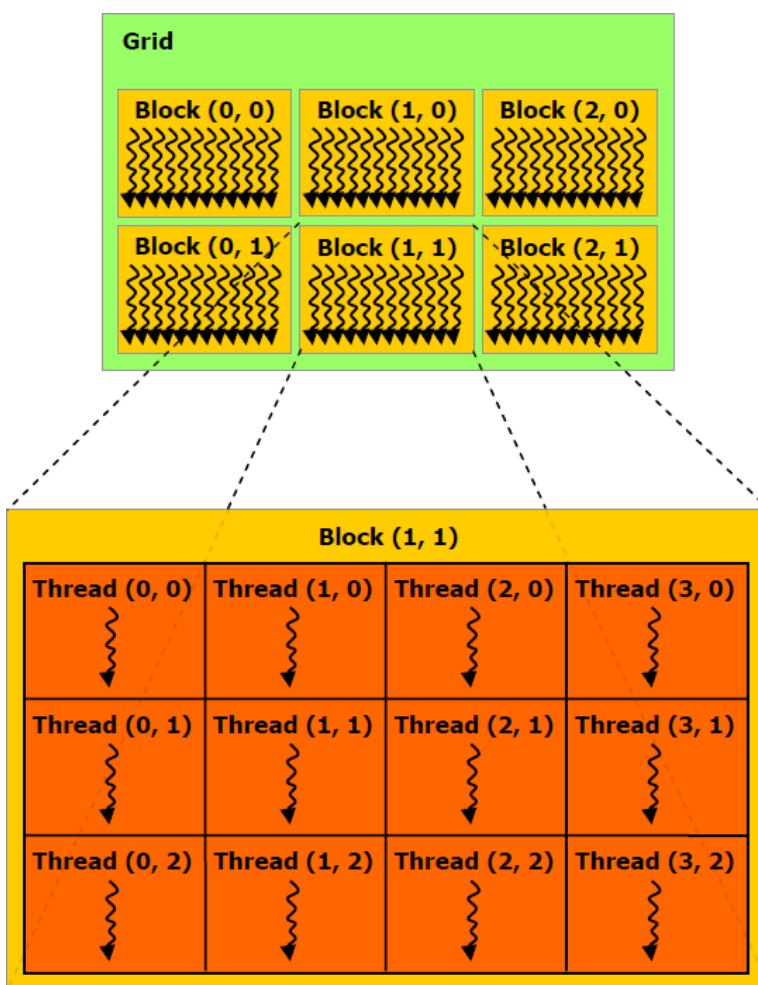 Grid
Block (0, 0) Block (1, 0) Block (2, 0)
Block (0, 1) Block (1, 1) Block (2, 1)
Block (1, 1)
Thread (0, 0) Thread (1, 0) Thread (2, 0) Thread (3, 0)
Thread (0, 1) Thread (1, 1) Thread (2, 1) Thread (3, 1)
Thread (0, 2) Thread (1, 2) Thread (2, 2) Thread (3, 2)